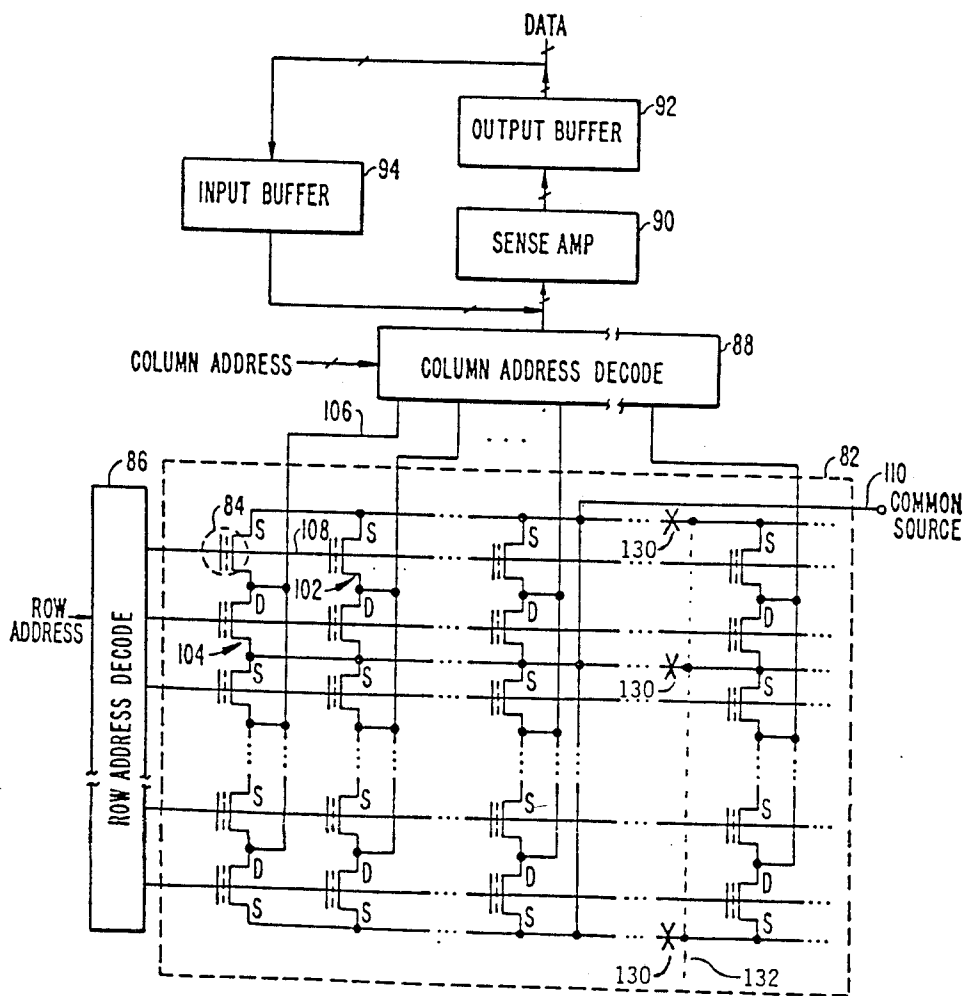 DATA
92
OUTPUT BUFFER
94
INPUT BUFFER
90
SENSE AMP
88
COLUMN ADDRESS
COLUMN ADDRESS DECODE
106
...
86
82
110
84
COMMON
SOURCE
S
S
S
S
108
130
102
D
D
D
D
ROW
ADDRESS
104
S
S
S
S
130
ROW ADDRESS DECODE
S
S
S
S
D
D
D
D
S
S
S
S
130
132